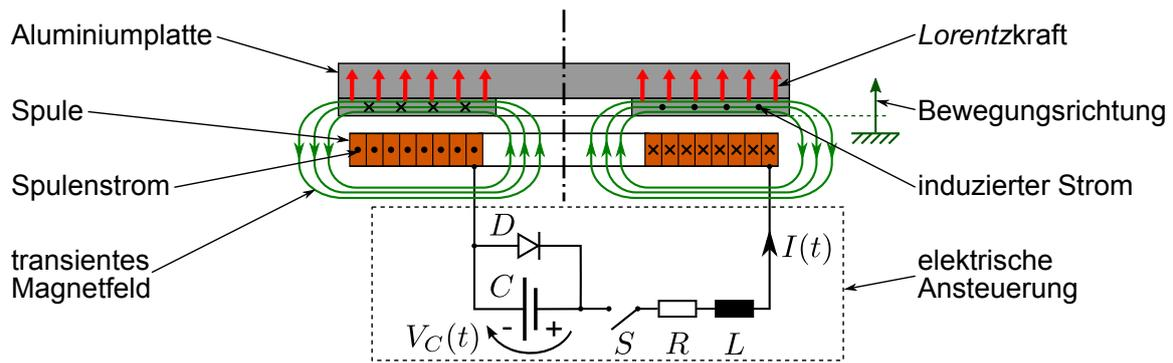 Aluminiumplatte
Spule
Spulenstrom
transientes
Magnetfeld
Lorentzkraft
Bewegungsrichtung
induzierter Strom
elektrische
Ansteuerung
D
I(t)
C
V_C(t)
-
+
S
R
L